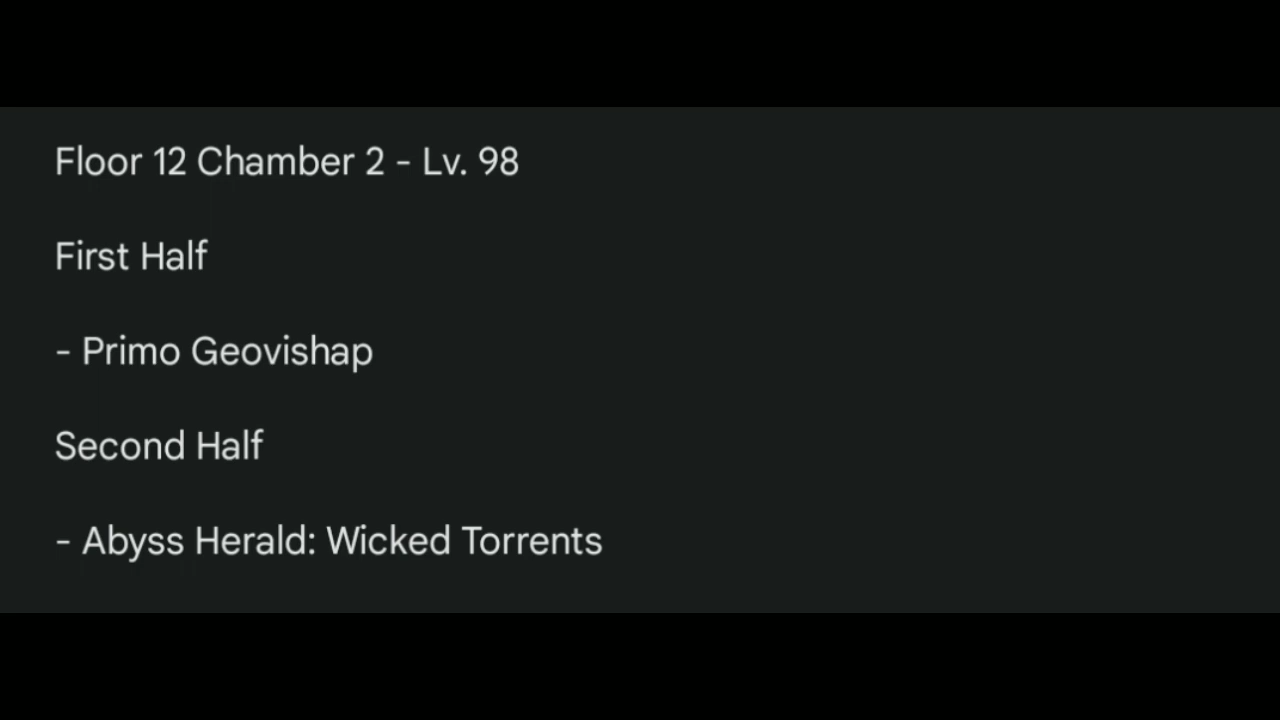 Floor 12 Chamber 2 - Lv. 98
First Half
- Primo Geovishap
Second Half
- Abyss Herald: Wicked Torrents